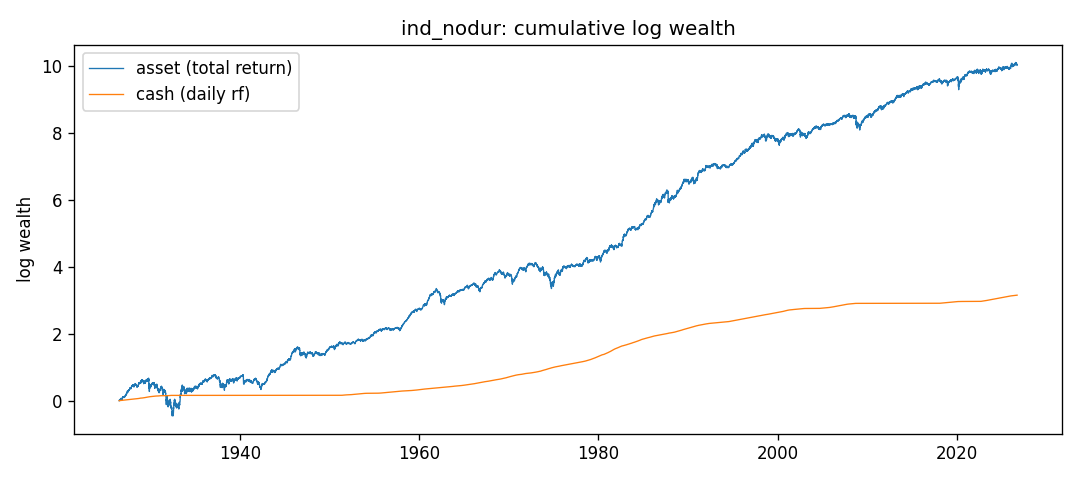 ind_nodur: cumulative log wealth
asset (total return)
cash (daily rf)
log wealth
10
8
6
4
2
0
1940 1960 1980 2000 2020